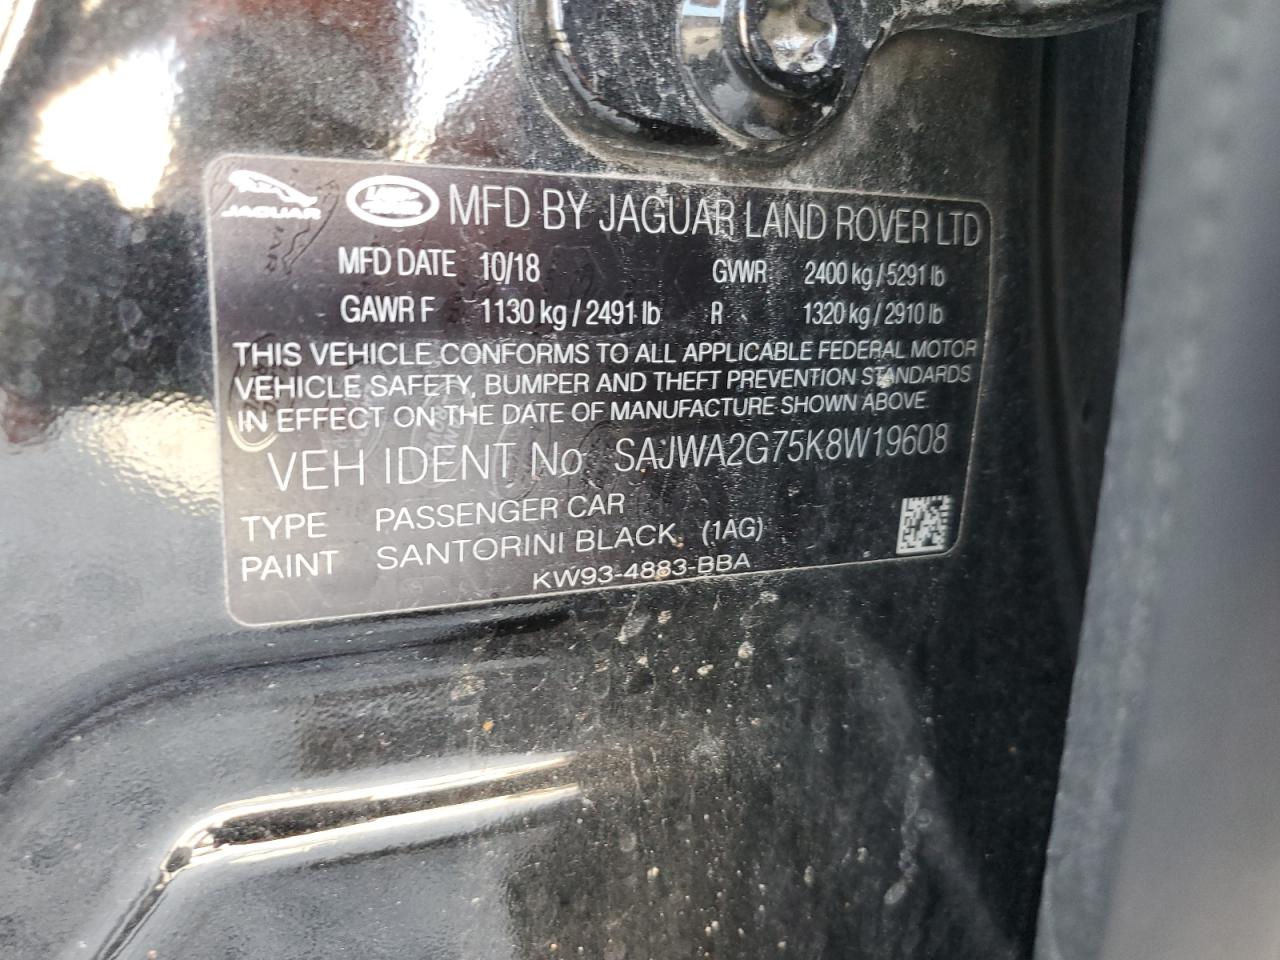 JAGUAR LAND ROVER MFD BY JAGUAR LAND ROVER LTD
MFD DATE 10/18 GVWR 2400 kg / 5291 lb
GAWR F 1130 kg / 2491 lb R 1320 kg / 2910 lb
THIS VEHICLE CONFORMS TO ALL APPLICABLE FEDERAL MOTOR
VEHICLE SAFETY, BUMPER AND THEFT PREVENTION STANDARDS
IN EFFECT ON THE DATE OF MANUFACTURE SHOWN ABOVE
VEH IDENT No SAJWA2G75K8W19608
TYPE PASSENGER CAR
PAINT SANTORINI BLACK (1AG)
KW93-4883-BBA